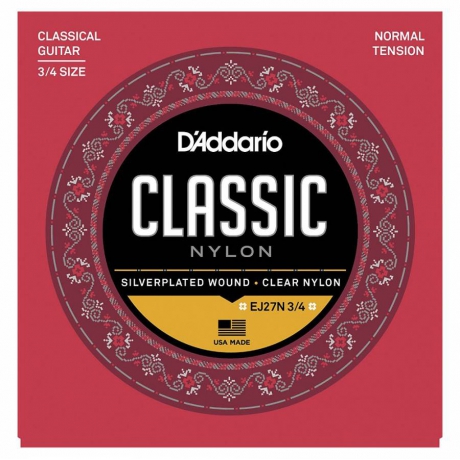 CLASSICAL
GUITAR
3/4 SIZE
NORMAL
TENSION
D'Addario
CLASSIC
NYLON
SILVERPLATED WOUND • CLEAR NYLON
EJ27N 3/4
USA MADE